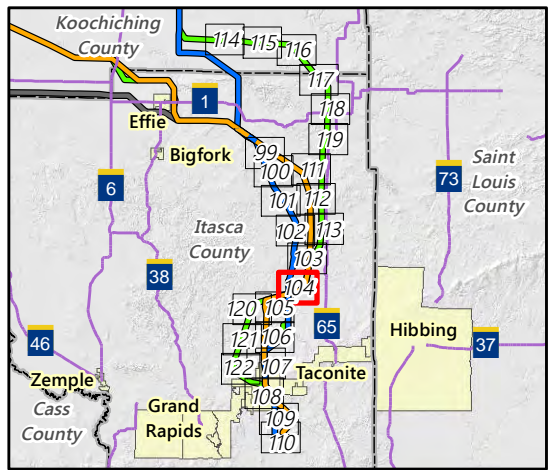 Koochiching
County
114
115
116
117
1
118
Effie
119
Bigfork
99
100
111
Saint
Louis
County
73
6
101
112
Itasca
County
102
113
103
38
104
120
105
65
Hibbing
121
106
37
46
122
107
Taconite
Zemple
108
Cass
County
Grand
Rapids
109
110